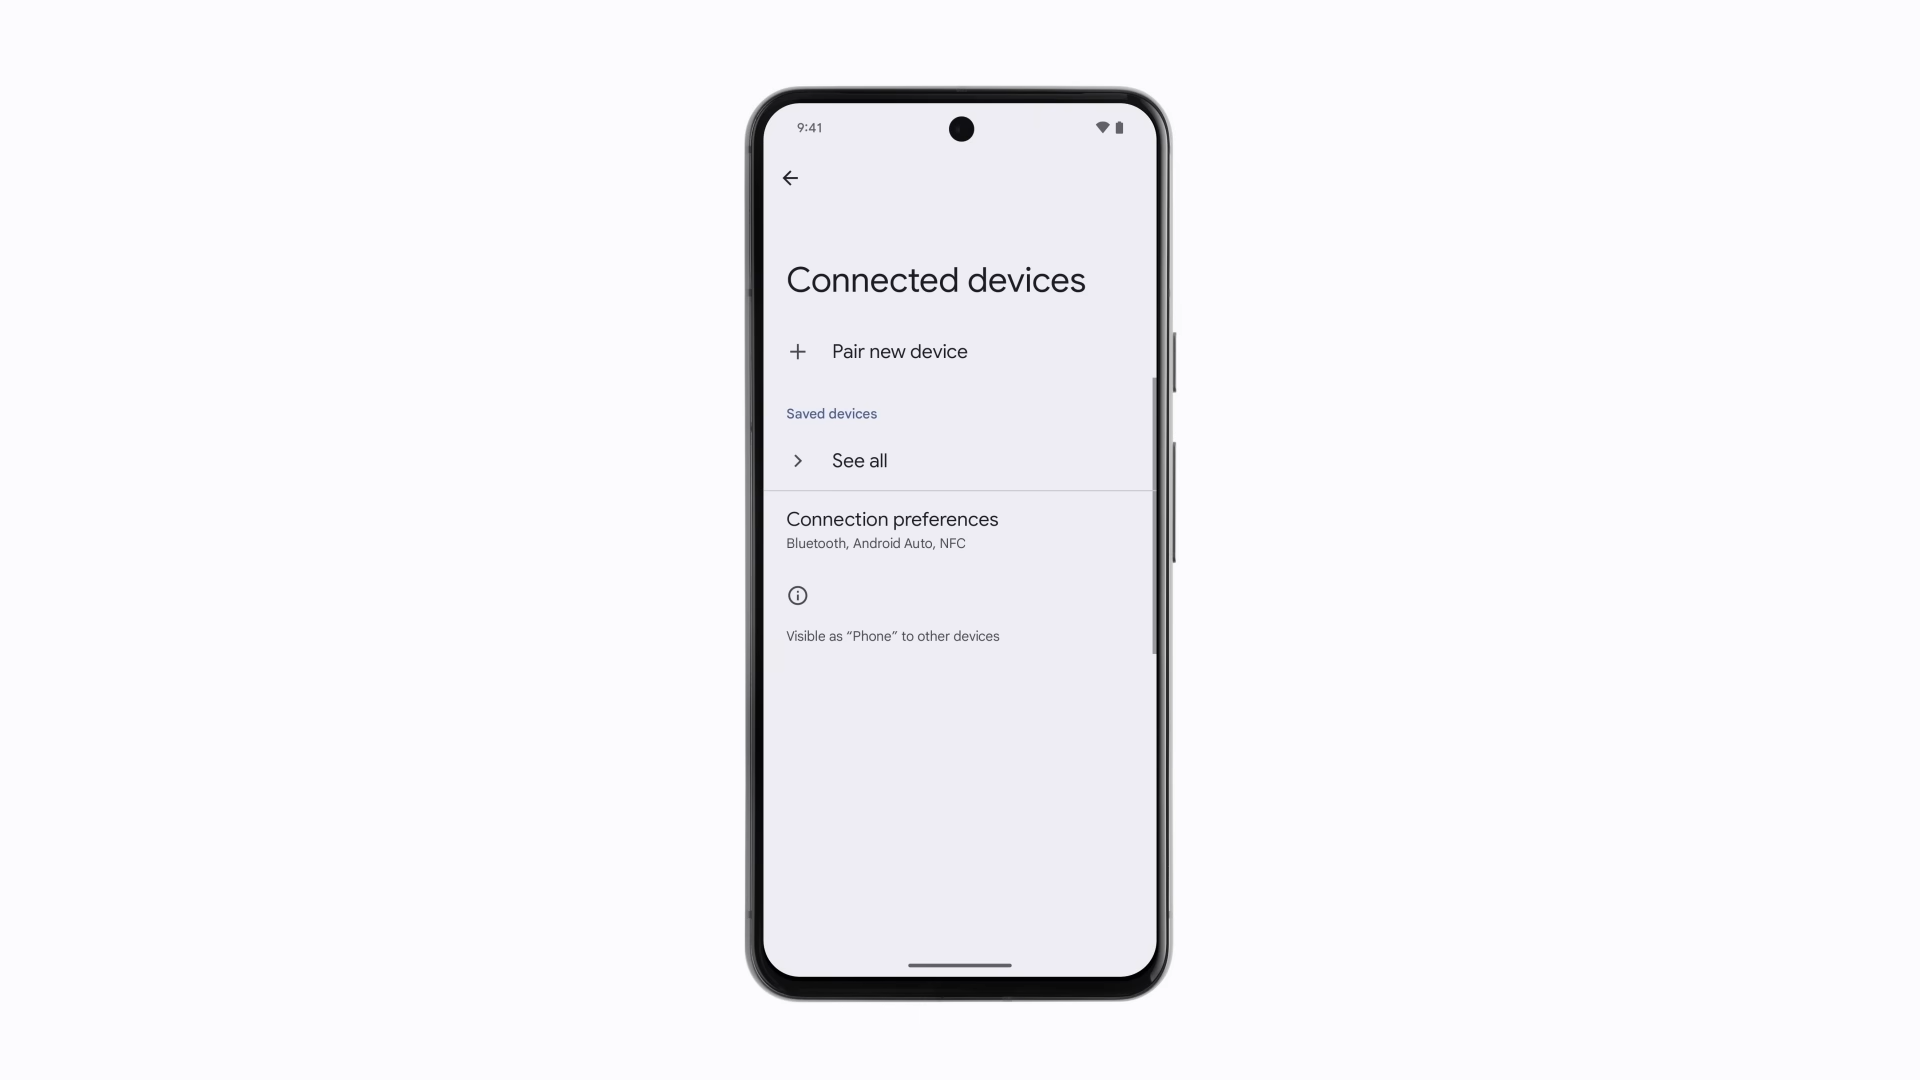 9:41
Connected devices
Pair new device
Saved devices
See all
Connection preferences
Bluetooth, Android Auto, NFC
Visible as “Phone” to other devices